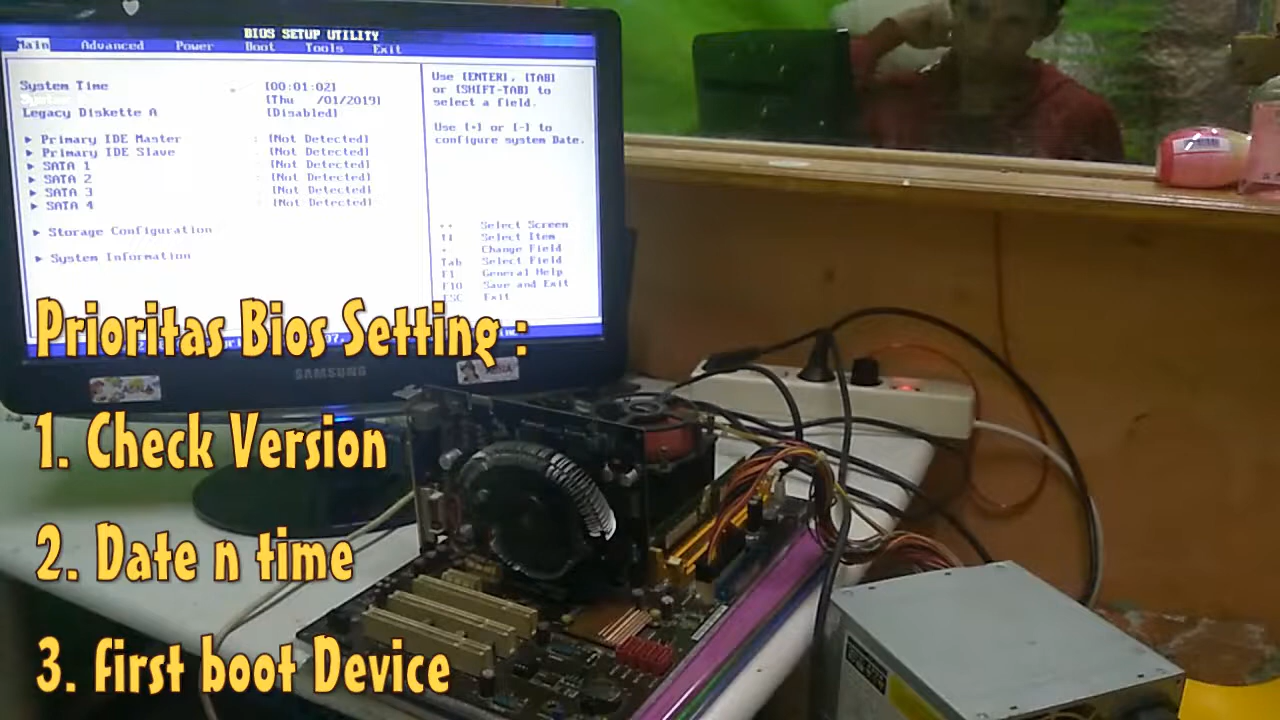 BIOS SETUP UTILITY
Main Advanced Power Boot Tools Exit
System Time [00:01:02]
[Thu /01/2019]
Legacy Diskette A [Disabled]
Primary IDE Master : [Not Detected]
Primary IDE Slave : [Not Detected]
SATA 1 : [Not Detected]
SATA 2 : [Not Detected]
SATA 3 : [Not Detected]
SATA 4 : [Not Detected]
Storage Configuration
System Information
Use [ENTER], [TAB]
or [SHIFT-TAB] to
select a field.
Use [+] or [-] to
configure system Date.
Select Screen
Select Item
Change Field
Tab Select Field
F1 General Help
F10 Save and Exit
ESC Exit
SAMSUNG
Prioritas Bios Setting :
1. Check Version
2. Date n time
3. first boot Device